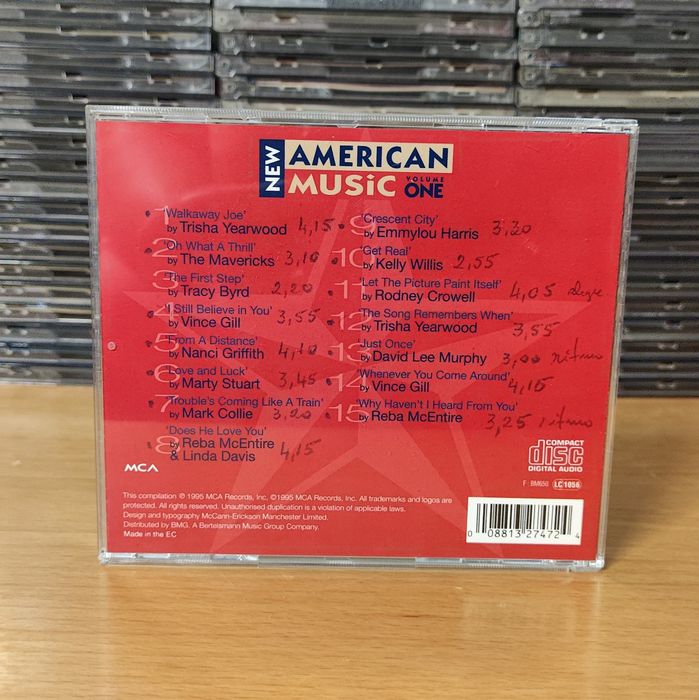 NEW AMERICAN
MUSiC VOLUME ONE
1 'Walkaway Joe'
by Trisha Yearwood 4,15
2 'Oh What A Thrill'
by The Mavericks 3,10
3 'The First Step'
by Tracy Byrd 2,20
4 'I Still Believe in You'
by Vince Gill 3,55
5 'From A Distance'
by Nanci Griffith 4,10
6 'Love and Luck'
by Marty Stuart 3,45
7 'Trouble's Coming Like A Train'
by Mark Collie 3,20
8 'Does He Love You'
by Reba McEntire
& Linda Davis 4,15
9 'Crescent City'
by Emmylou Harris 3,20
10 'Get Real'
by Kelly Willis 2,55
11 'Let The Picture Paint Itself'
by Rodney Crowell 4,05
12 'The Song Remembers When'
by Trisha Yearwood 3,55
13 'Just Once'
by David Lee Murphy 3,00 ritmo
14 'Whenever You Come Around'
by Vince Gill 4,15
15 'Why Haven't I Heard From You'
by Reba McEntire 3,25 ritmo
MCA
COMPACT
disc
DIGITAL AUDIO
F: BM650 LC 1056
This compilation ℗ 1995 MCA Records, Inc, ©1995 MCA Records, Inc. All trademarks and logos are
protected. All rights reserved. Unauthorised duplication is a violation of applicable laws.
Design and typography McCann-Erickson Manchester Limited.
Distributed by BMG. A Bertelsmann Music Group Company.
Made in the EC
0 08813 27472 4